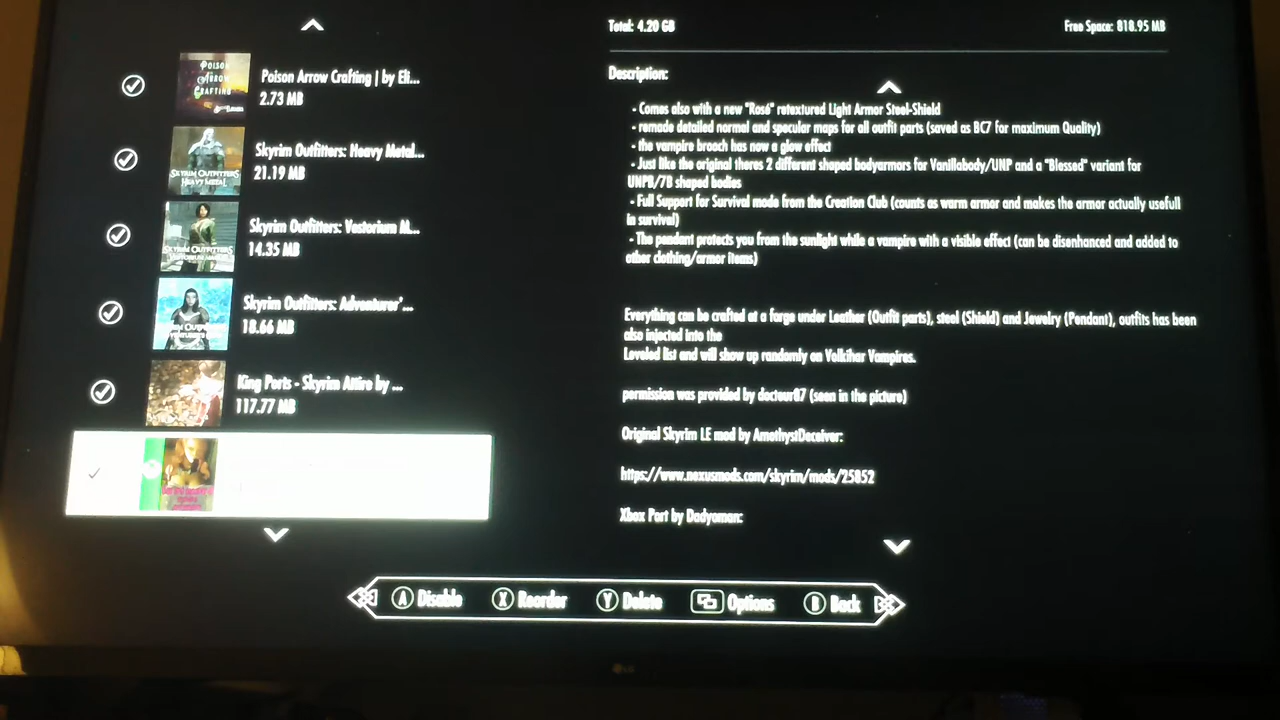 Total: 4.20 GB
Free Space: 818.95 MB
POISON
ARROW
CRAFTING
Poison Arrow Crafting | by Eli...
2.73 MB
SKYRIM OUTFITTERS
HEAVY METAL
Skyrim Outfitters: Heavy Metal...
21.19 MB
SKYRIM OUTFITTERS
Skyrim Outfitters: Vestorium M...
14.35 MB
Skyrim Outfitters: Adventurer'...
18.66 MB
King Ports - Skyrim Attire by ...
117.77 MB
Description:
- Comes also with a new "Rosé" retextured Light Armor Steel-Shield
- remade detailed normal and specular maps for all outfit parts (saved as BC7 for maximum Quality)
- the vampire brooch has now a glow effect
- Just like the original theres 2 different shaped bodyarmors for Vanillabody/UNP and a "Blessed" variant for
UNPB/7B shaped bodies
- Full Support for Survival mode from the Creation Club (counts as warm armor and makes the armor actually usefull
in survival)
- The pendant protects you from the sunlight while a vampire with a visible effect (can be disenhanced and added to
other clothing/armor items)
Everything can be crafted at a forge under Leather (Outfit parts), steel (Shield) and Jewelry (Pendant), outfits has been
also injected into the
Leveled list and will show up randomly on Volkihar Vampires.
permission was provided by docteur87 (seen in the picture)
Original Skyrim LE mod by AmethystDeceiver:
https://www.nexusmods.com/skyrim/mods/25852
Xbox Port by Dadyoman:
A Disable
X Reorder
Y Delete
Options
B Back
LG